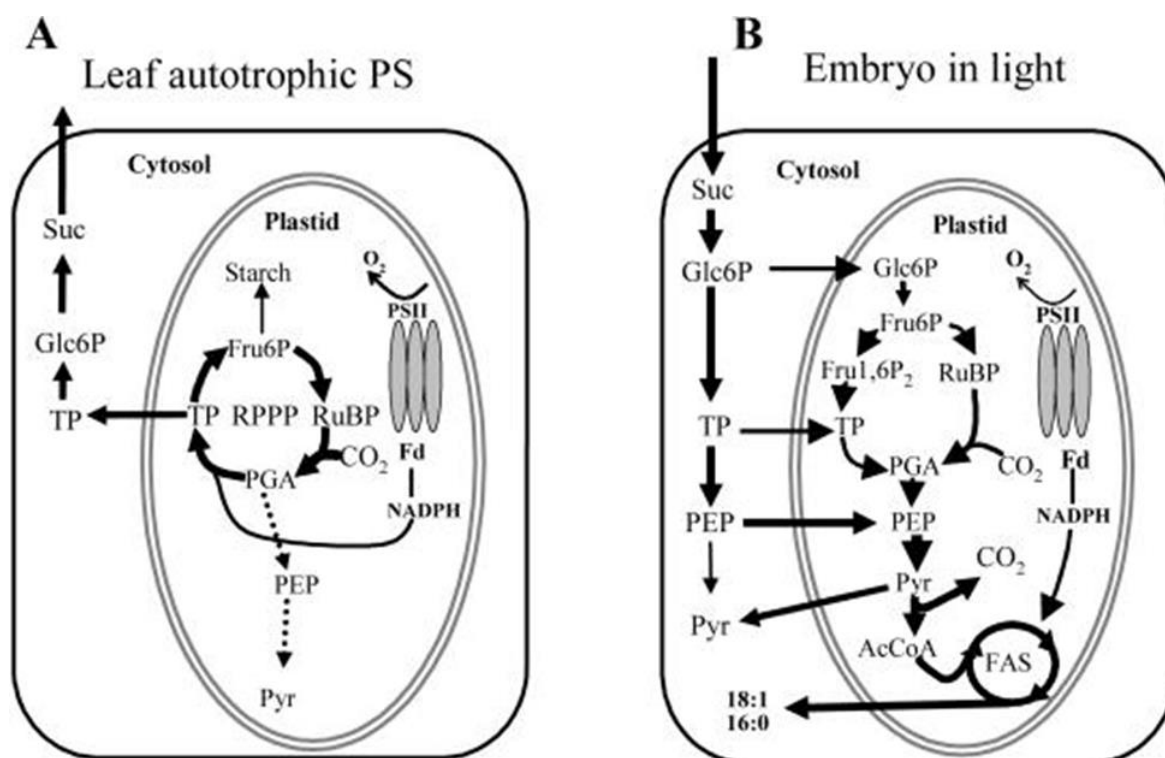 A
Leaf autotrophic PS
Cytosol
Plastid
Suc
Glc6P
TP
Starch
O₂
PSII
Fru6P
TP RPPP RuBP
CO₂
Fd
PGA
NADPH
PEP
Pyr
B
Embryo in light
Cytosol
Plastid
Suc
Glc6P
TP
PEP
Pyr
Glc6P
O₂
PSII
Fru6P
Fru1,6P₂
RuBP
TP
PGA
CO₂
Fd
PEP
NADPH
Pyr
CO₂
AcCoA
FAS
18:1
16:0